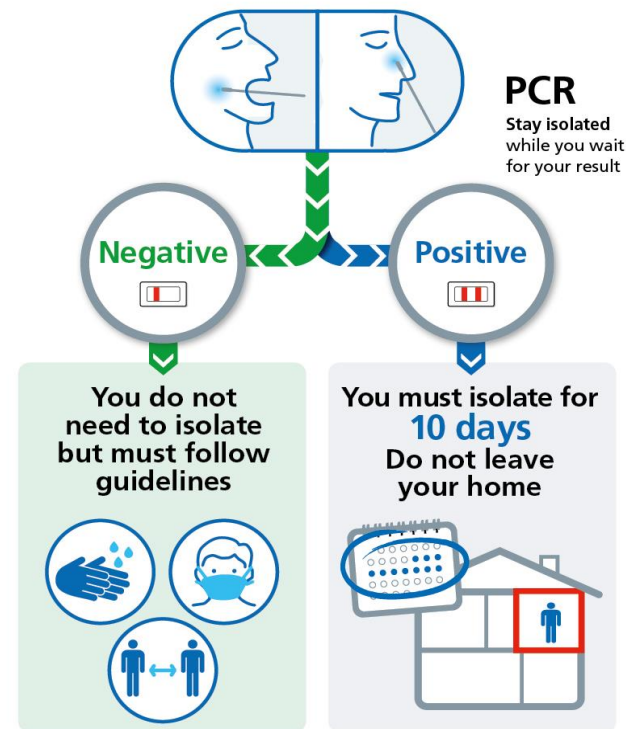 PCR
Stay isolated
while you wait
for your result
Negative
Positive
You do not
need to isolate
but must follow
guidelines
You must isolate for
10 days
Do not leave
your home